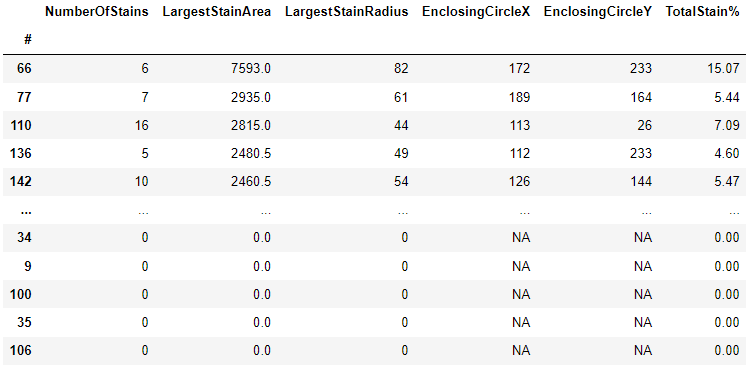 NumberOfStains LargestStainArea LargestStainRadius EnclosingCircleX EnclosingCircleY TotalStain%
#
66 6 7593.0 82 172 233 15.07
77 7 2935.0 61 189 164 5.44
110 16 2815.0 44 113 26 7.09
136 5 2480.5 49 112 233 4.60
142 10 2460.5 54 126 144 5.47
... ... ... ... ... ... ...
34 0 0.0 0 NA NA 0.00
9 0 0.0 0 NA NA 0.00
100 0 0.0 0 NA NA 0.00
35 0 0.0 0 NA NA 0.00
106 0 0.0 0 NA NA 0.00